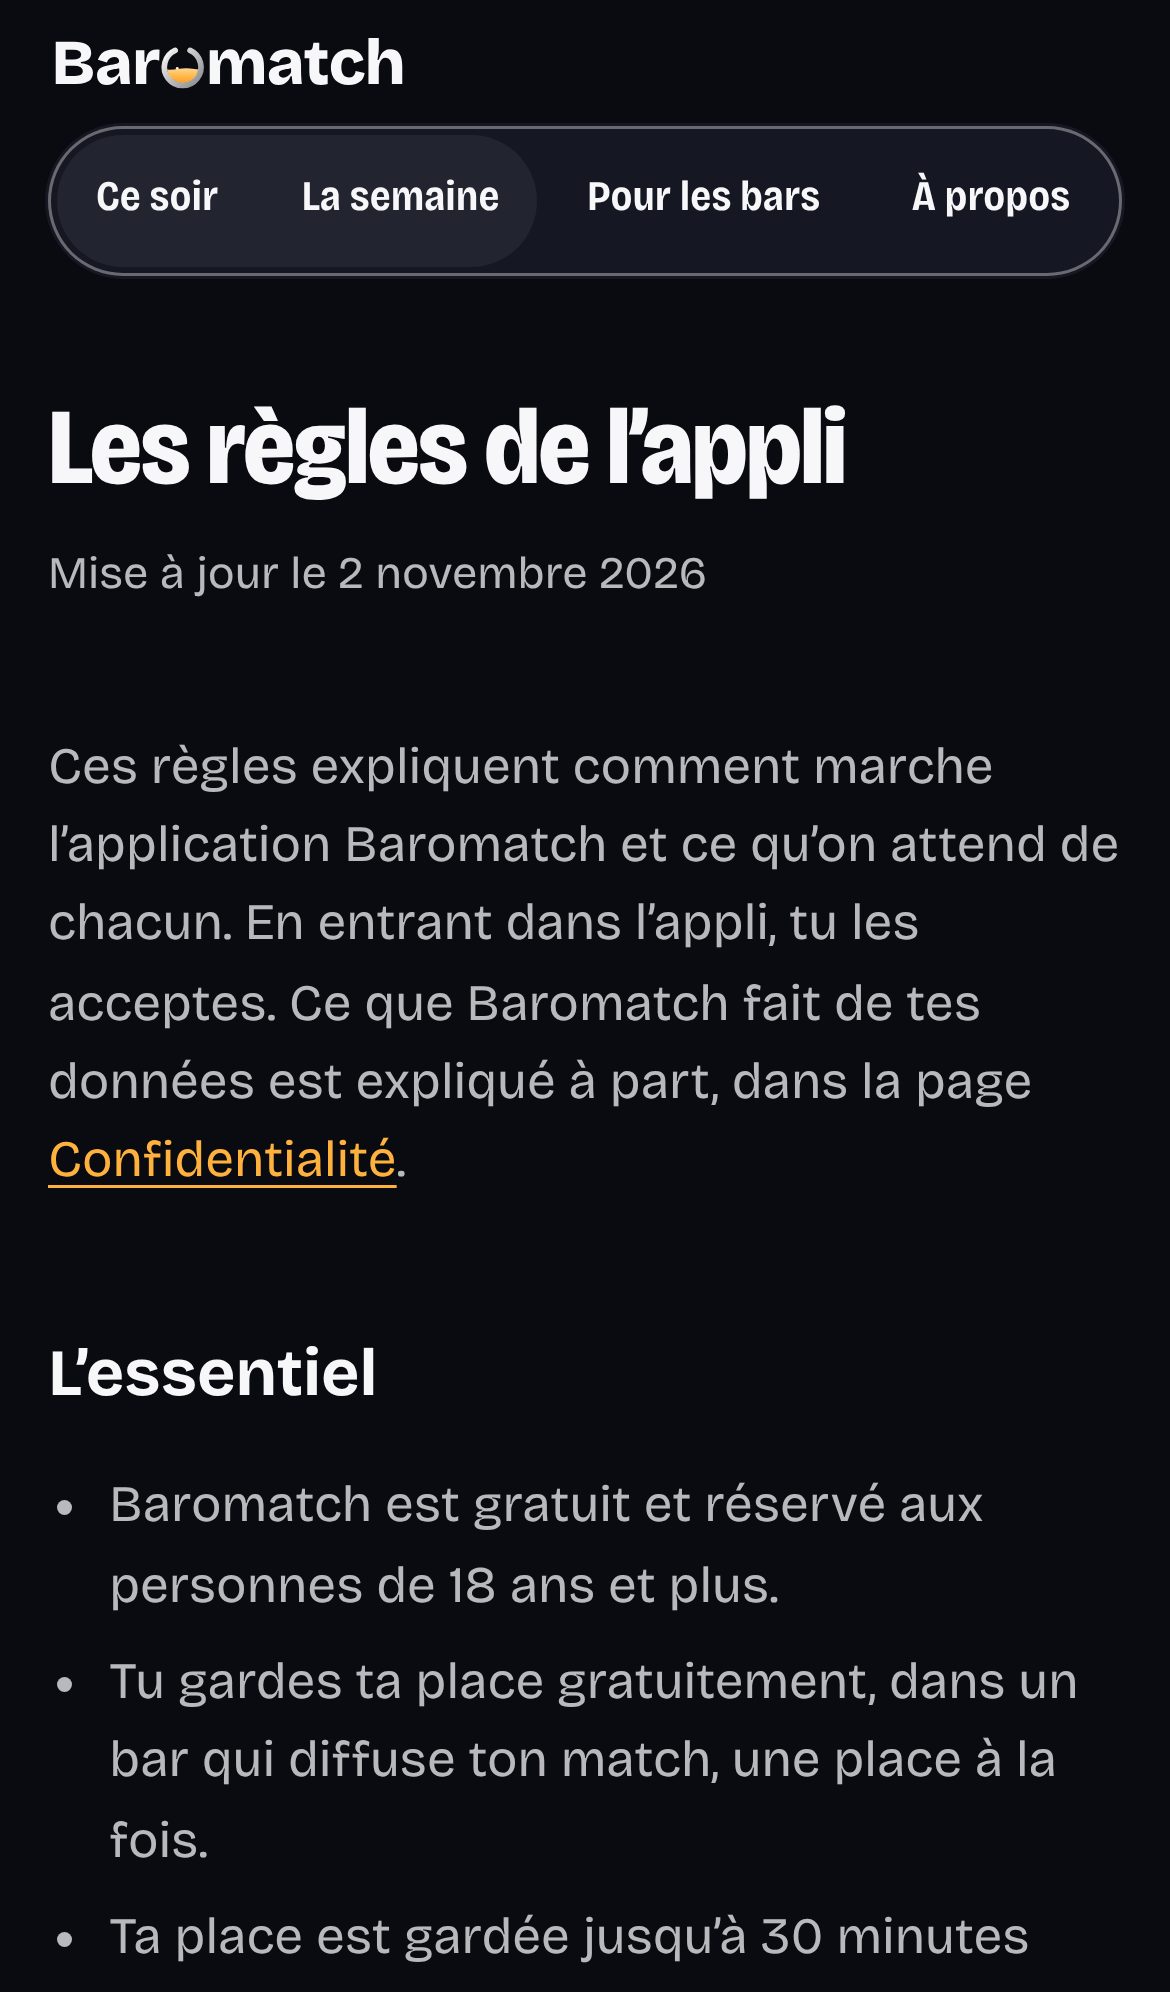 Baromatch
Ce soir La semaine Pour les bars À propos
Les règles de l’appli
Mise à jour le 2 novembre 2026
Ces règles expliquent comment marche
l’application Baromatch et ce qu’on attend de
chacun. En entrant dans l’appli, tu les
acceptes. Ce que Baromatch fait de tes
données est expliqué à part, dans la page
Confidentialité.
L’essentiel
• Baromatch est gratuit et réservé aux
personnes de 18 ans et plus.
• Tu gardes ta place gratuitement, dans un
bar qui diffuse ton match, une place à la
fois.
• Ta place est gardée jusqu’à 30 minutes